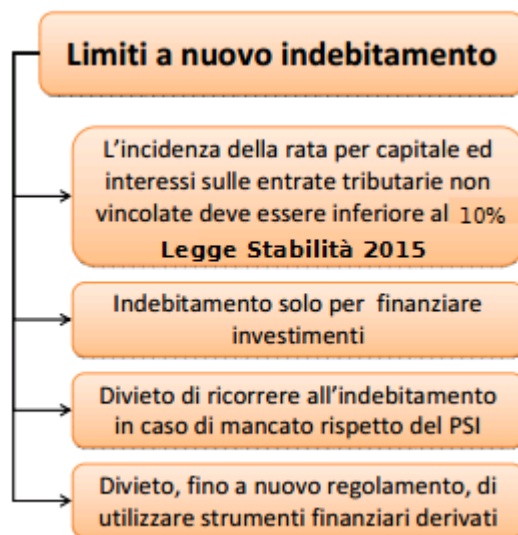 Limiti a nuovo indebitamento
L’incidenza della rata per capitale ed
interessi sulle entrate tributarie non
vincolate deve essere inferiore al 10%
Legge Stabilità 2015
Indebitamento solo per finanziare
investimenti
Divieto di ricorrere all’indebitamento
in caso di mancato rispetto del PSI
Divieto, fino a nuovo regolamento, di
utilizzare strumenti finanziari derivati